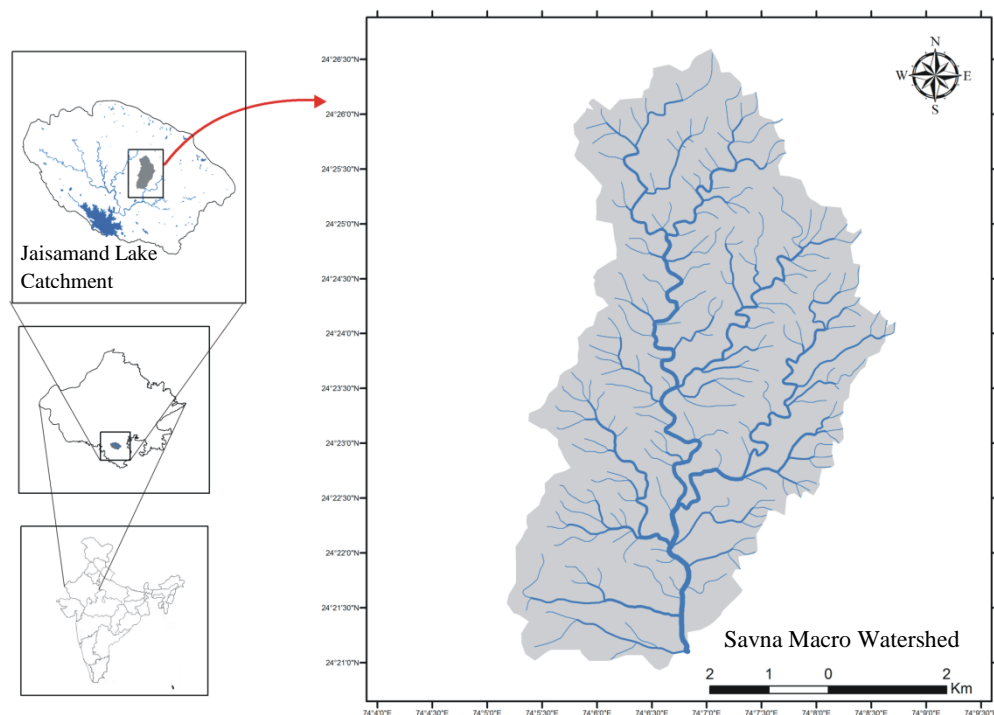 Jaisamand Lake
Catchment
N
W E
S
24°26'30"N
24°26'0"N
24°25'30"N
24°25'0"N
24°24'30"N
24°24'0"N
24°23'30"N
24°23'0"N
24°22'30"N
24°22'0"N
24°21'30"N
24°21'0"N
Savna Macro Watershed
2 1 0 2
Km
74°4'0"E 74°4'30"E 74°5'0"E 74°5'30"E 74°6'0"E 74°6'30"E 74°7'0"E 74°7'30"E 74°8'0"E 74°8'30"E 74°9'0"E 74°9'30"E